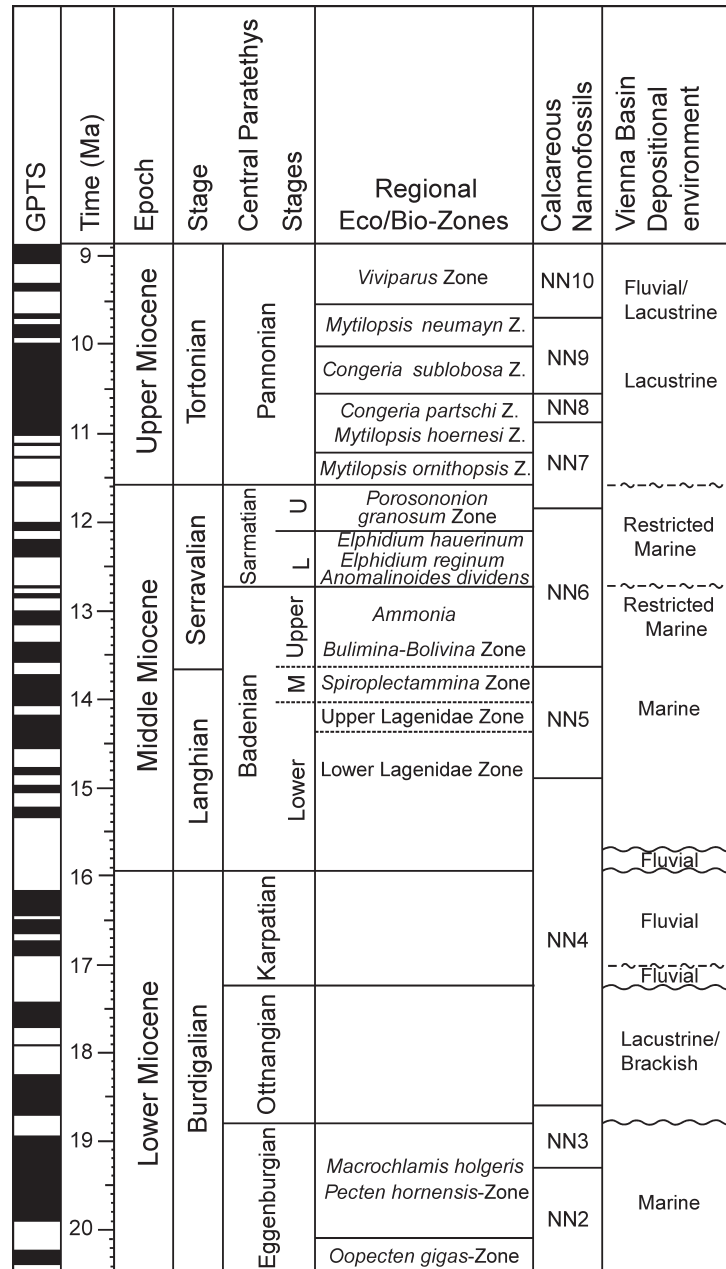 GPTS
Time (Ma)
Epoch
Stage
Central Paratethys
Stages
Regional
Eco/Bio-Zones
Calcareous
Nannofossils
Vienna Basin
Depositional
environment
9
10
11
12
13
14
15
16
17
18
19
20
Upper Miocene
Middle Miocene
Lower Miocene
Tortonian
Serravalian
Langhian
Burdigalian
Pannonian
Sarmatian
Badenian
Karpatian
Ottnangian
Eggenburgian
U
L
Upper
M
Lower
Viviparus Zone
Mytilopsis neumayn Z.
Congeria sublobosa Z.
Congeria partschi Z.
Mytilopsis hoernesi Z.
Mytilopsis ornithopsis Z.
Porosononion
granosum Zone
Elphidium hauerinum
Elphidium reginum
Anomalinoides dividens
Ammonia
Bulimina-Bolivina Zone
Spiroplectammina Zone
Upper Lagenidae Zone
Lower Lagenidae Zone
Macrochlamis holgeris
Pecten hornensis-Zone
Oopecten gigas-Zone
NN10
NN9
NN8
NN7
NN6
NN5
NN4
NN3
NN2
Fluvial/
Lacustrine
Lacustrine
Restricted
Marine
Restricted
Marine
Marine
Fluvial
Fluvial
Fluvial
Lacustrine/
Brackish
Marine